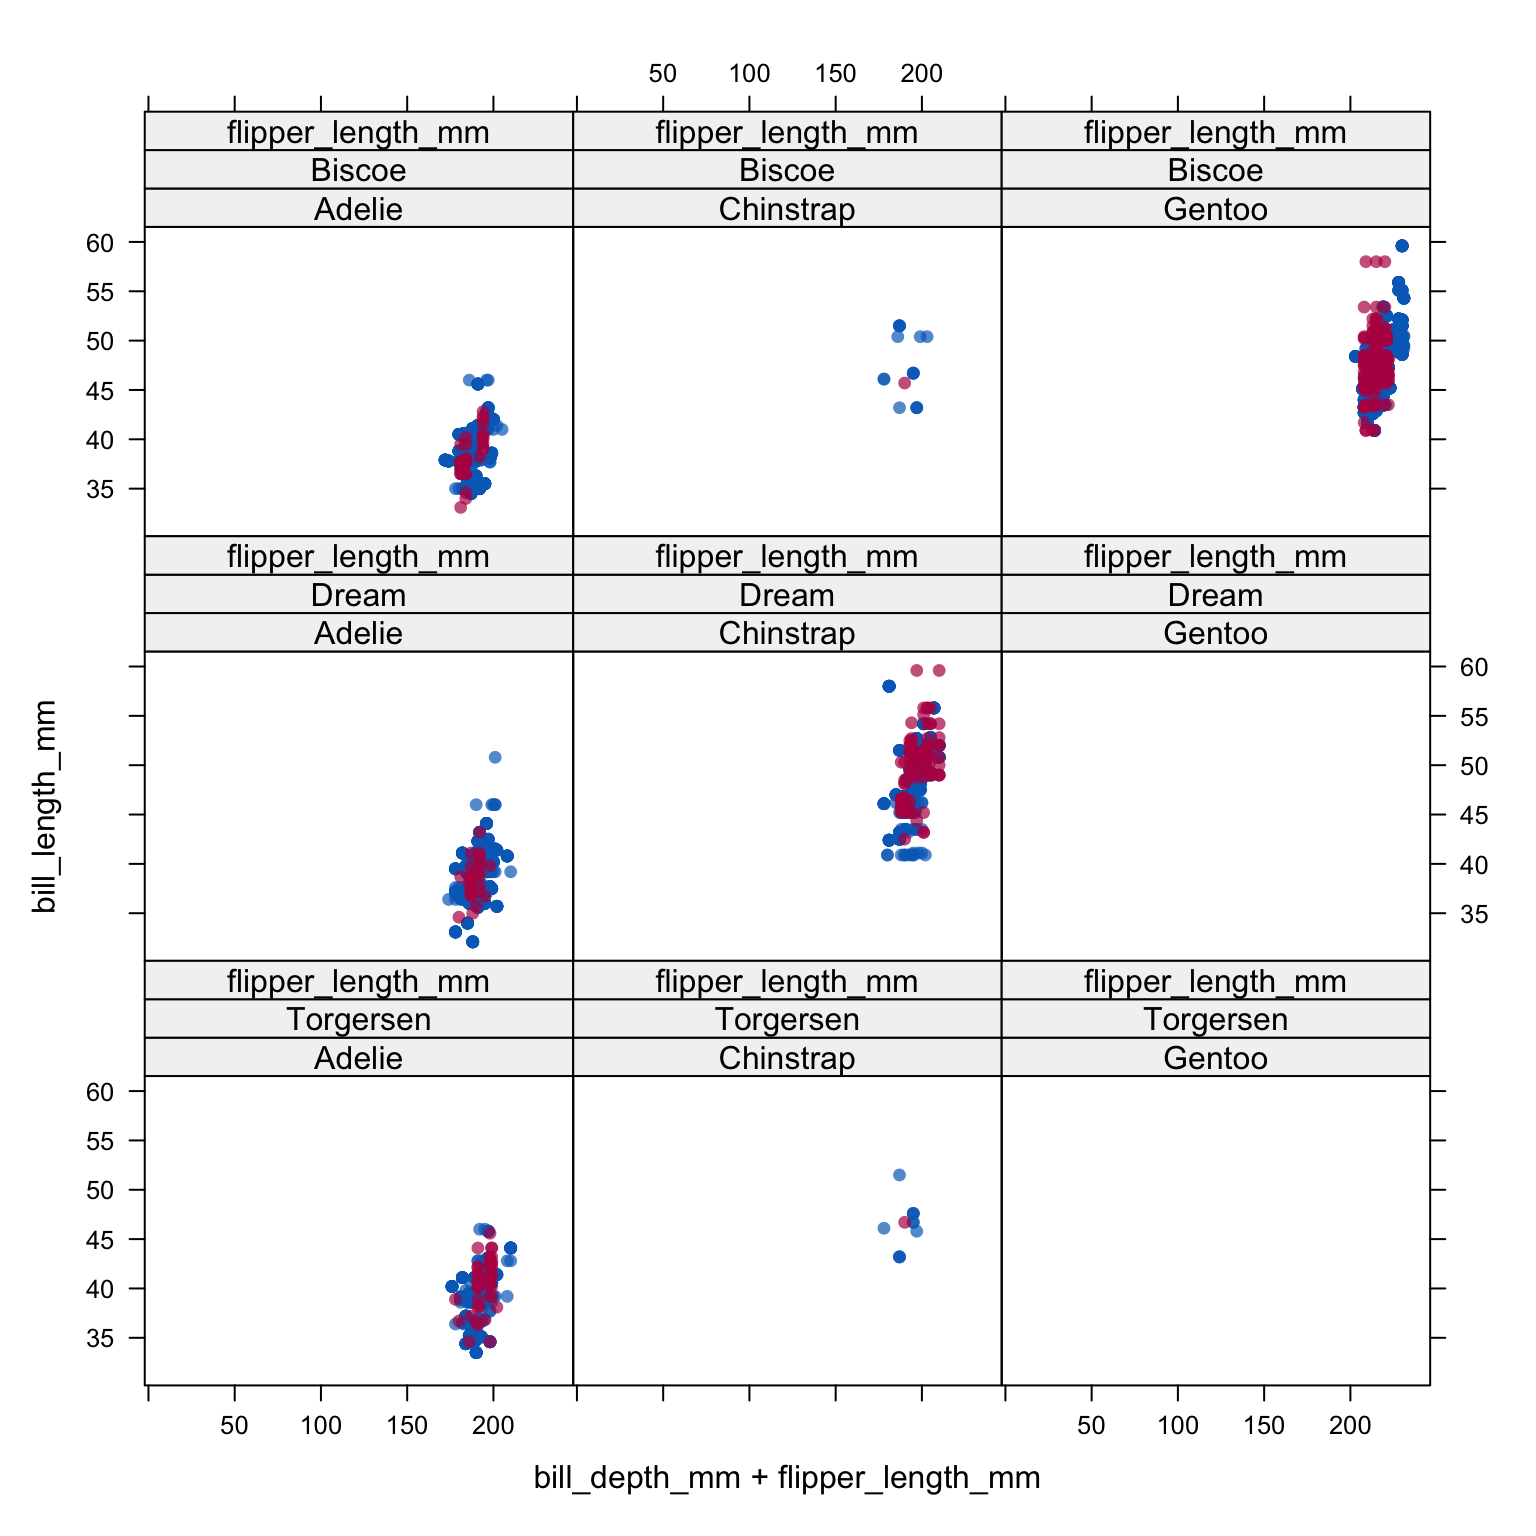 50 100 150 200
flipper_length_mm flipper_length_mm flipper_length_mm
Biscoe Biscoe Biscoe
Adelie Chinstrap Gentoo
60
55
50
45
40
35
flipper_length_mm flipper_length_mm flipper_length_mm
Dream Dream Dream
Adelie Chinstrap Gentoo
60
55
50
45
40
35
bill_length_mm
flipper_length_mm flipper_length_mm flipper_length_mm
Torgersen Torgersen Torgersen
Adelie Chinstrap Gentoo
60
55
50
45
40
35
50 100 150 200 50 100 150 200
bill_depth_mm + flipper_length_mm